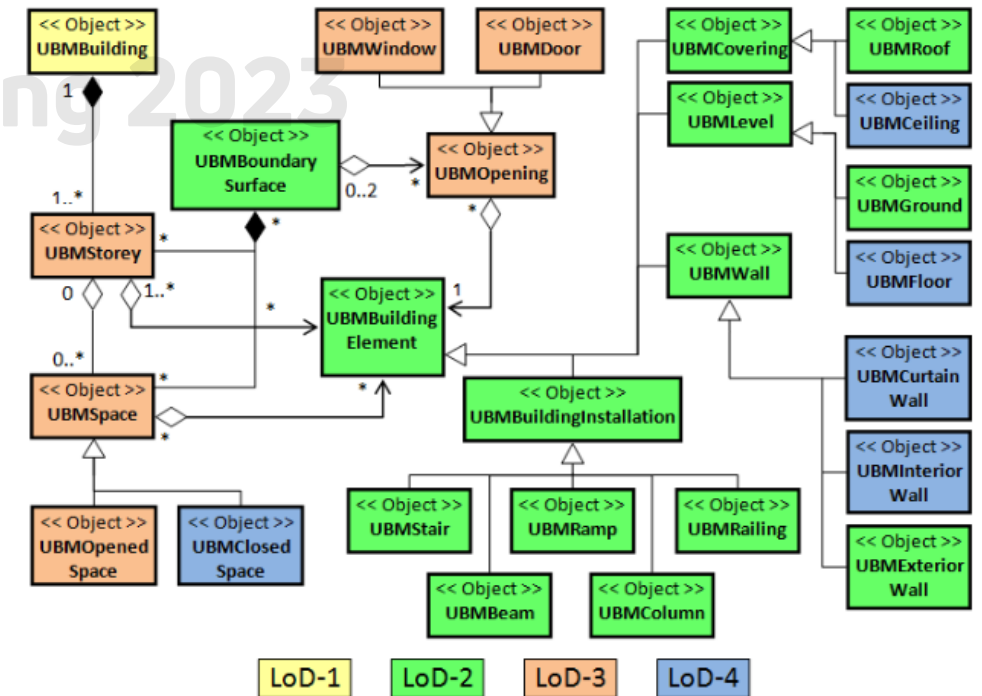 << Object >>
UBMBuilding
<< Object >>
UBMWindow
<< Object >>
UBMDoor
<< Object >>
UBMCovering
<< Object >>
UBMRoof
ng 2023
1
<< Object >>
UBMLevel
<< Object >>
UBMCeiling
<< Object >>
UBMBoundary
Surface
0..2
*
<< Object >>
UBMOpening
*
<< Object >>
UBMGround
1..*
<< Object >>
UBMStorey
*
*
<< Object >>
UBMWall
<< Object >>
UBMFloor
0
1..*
*
<< Object >>
UBMBuilding
Element
1
0..*
*
*
<< Object >>
UBMSpace
*
<< Object >>
UBMBuildingInstallation
<< Object >>
UBMCurtain
Wall
<< Object >>
UBMInterior
Wall
<< Object >>
UBMOpened
Space
<< Object >>
UBMClosed
Space
<< Object >>
UBMStair
<< Object >>
UBMRamp
<< Object >>
UBMRailing
<< Object >>
UBMExterior
Wall
<< Object >>
UBMBeam
<< Object >>
UBMColumn
LoD-1
LoD-2
LoD-3
LoD-4